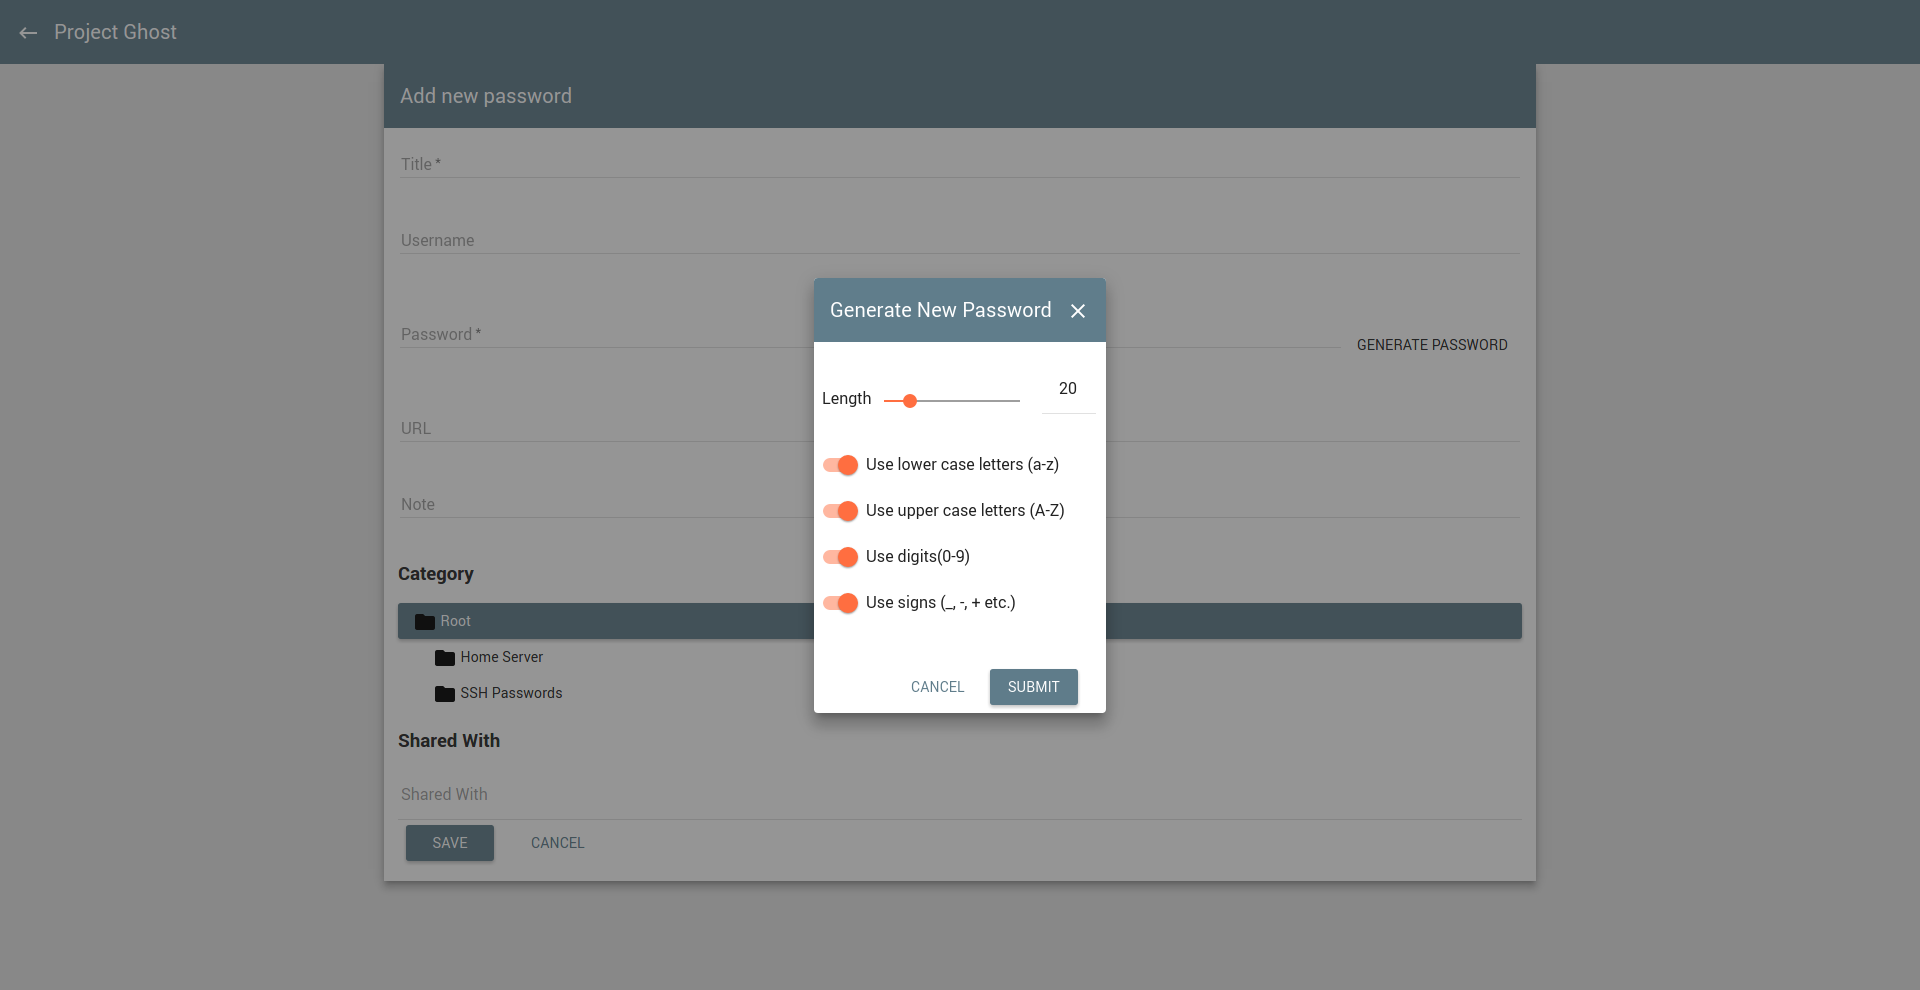 Project Ghost
Add new password
Title *
Username
Password *
GENERATE PASSWORD
URL
Note
Category
Root
Home Server
SSH Passwords
Shared With
Shared With
SAVE
CANCEL
Generate New Password
Length
20
Use lower case letters (a-z)
Use upper case letters (A-Z)
Use digits(0-9)
Use signs (_, -, + etc.)
CANCEL
SUBMIT